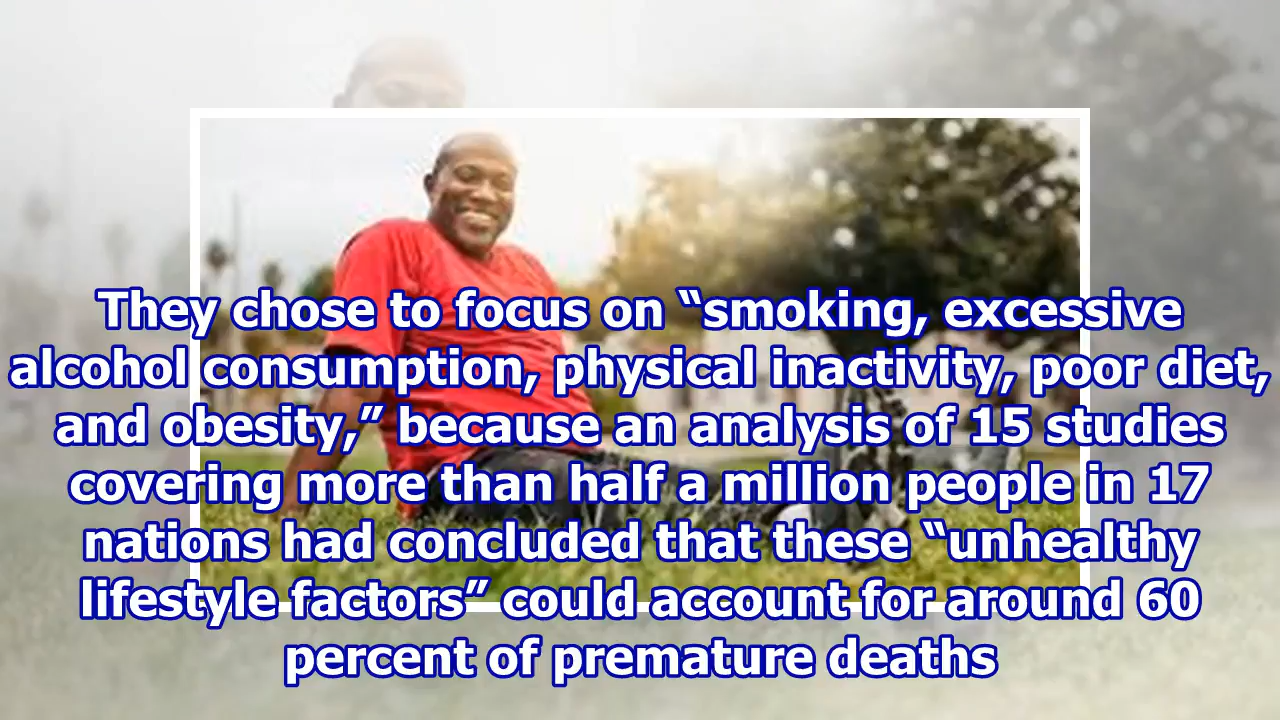 They chose to focus on “smoking, excessive
alcohol consumption, physical inactivity, poor diet,
and obesity,” because an analysis of 15 studies
covering more than half a million people in 17
nations had concluded that these “unhealthy
lifestyle factors” could account for around 60
percent of premature deaths